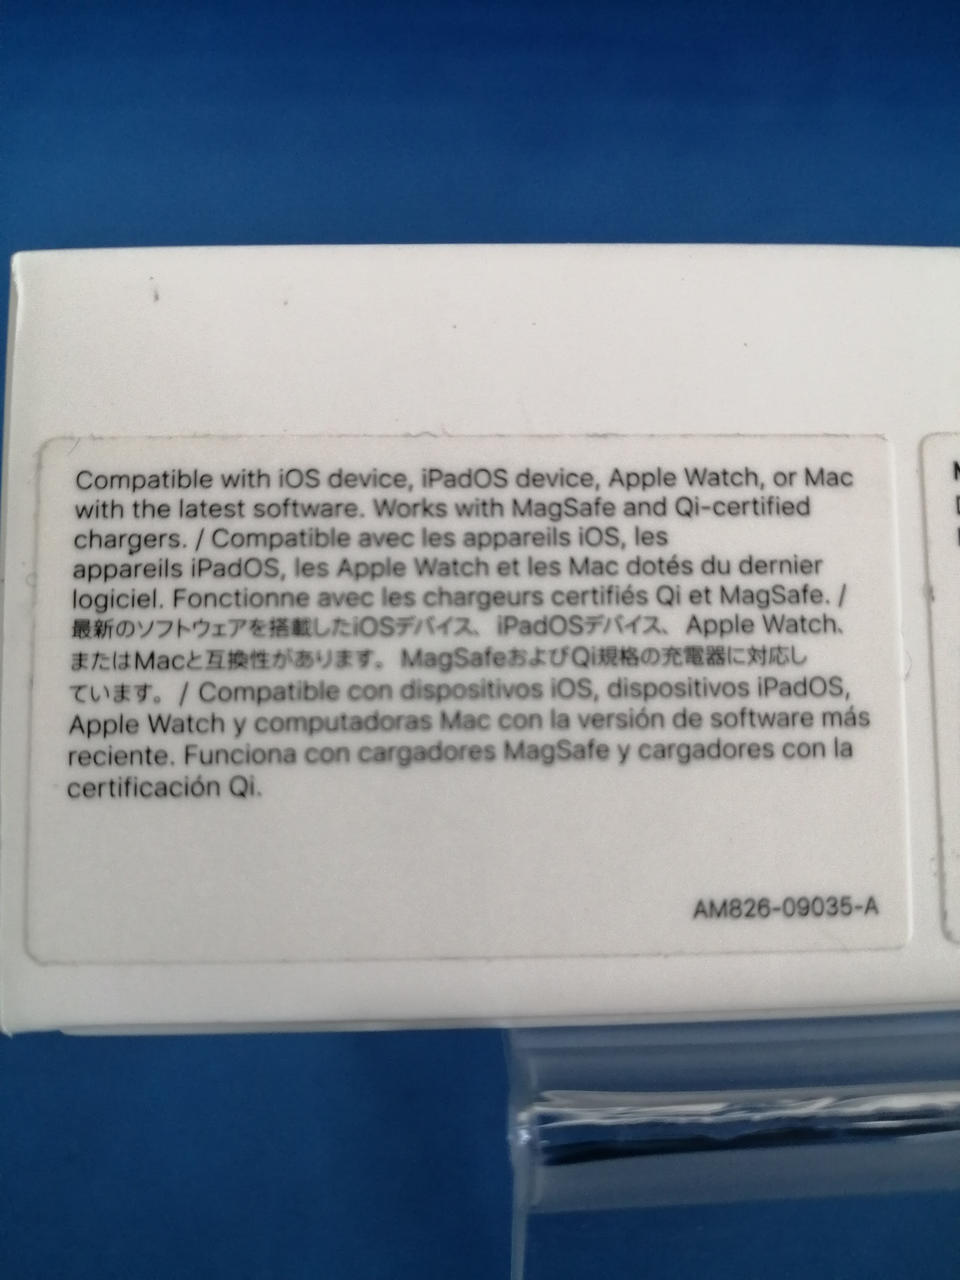 Compatible with iOS device, iPadOS device, Apple Watch, or Mac
with the latest software. Works with MagSafe and Qi-certified
chargers. / Compatible avec les appareils iOS, les
appareils iPadOS, les Apple Watch et les Mac dotés du dernier
logiciel. Fonctionne avec les chargeurs certifiés Qi et MagSafe. /
最新のソフトウェアを搭載したiOSデバイス、iPadOSデバイス、Apple Watch、
またはMacと互換性があります。MagSafeおよびQi規格の充電器に対応し
ています。/ Compatible con dispositivos iOS, dispositivos iPadOS,
Apple Watch y computadoras Mac con la versión de software más
reciente. Funciona con cargadores MagSafe y cargadores con la
certificación Qi.
AM826-09035-A